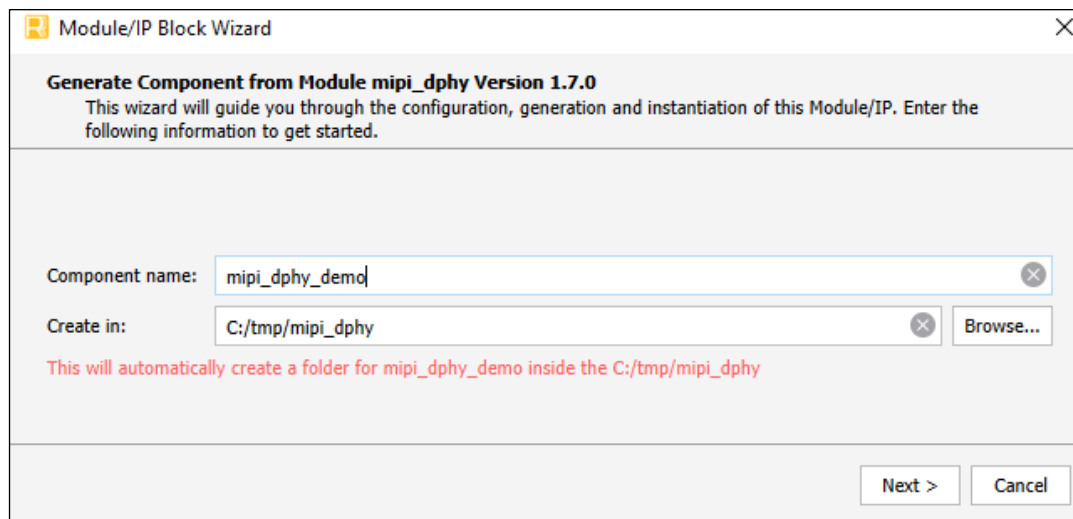 Module/IP Block Wizard
Generate Component from Module mipi_dphy Version 1.7.0
This wizard will guide you through the configuration, generation and instantiation of this Module/IP. Enter the
following information to get started.
Component name: mipi_dphy_demo
Create in: C:/tmp/mipi_dphy Browse...
This will automatically create a folder for mipi_dphy_demo inside the C:/tmp/mipi_dphy
Next > Cancel